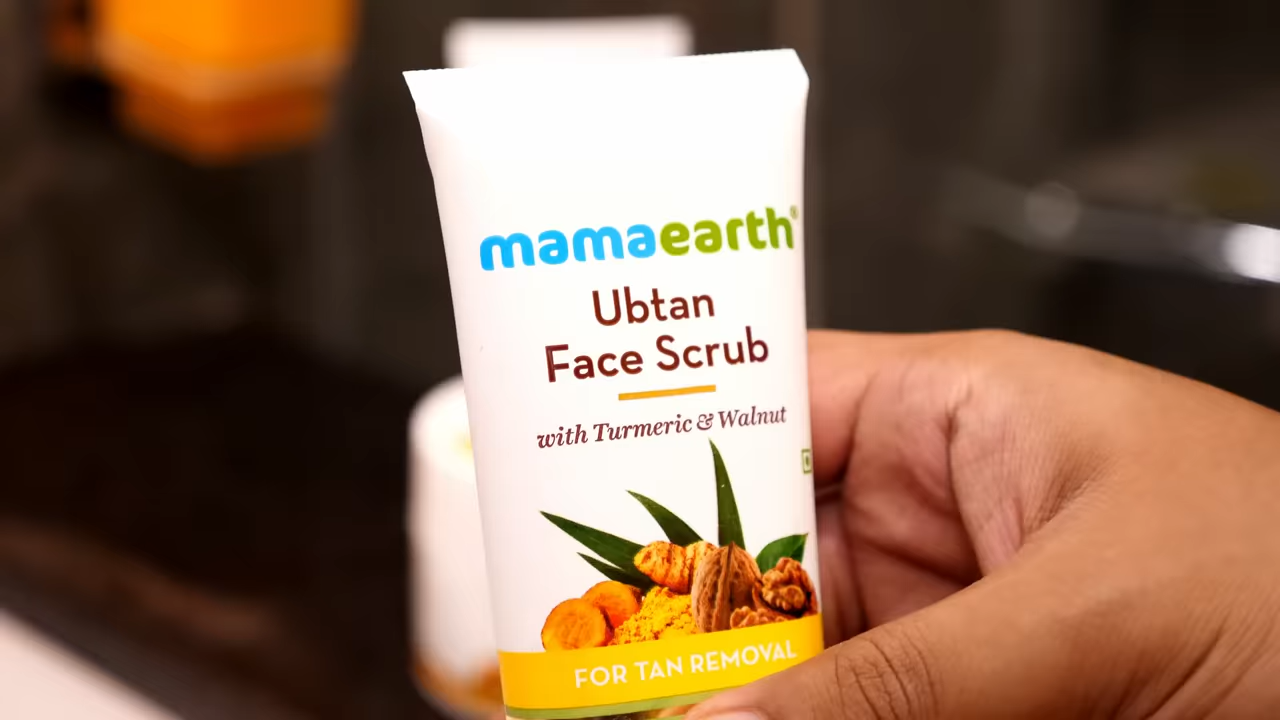 mamaearth®
Ubtan
Face Scrub
with Turmeric & Walnut
FOR TAN REMOVAL